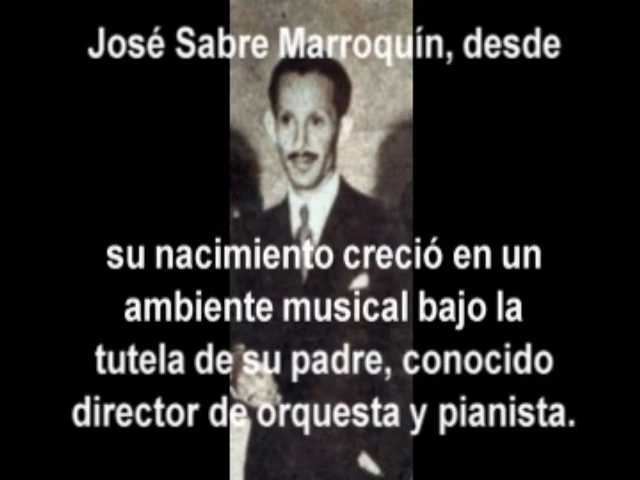 José Sabre Marroquín, desde
su nacimiento creció en un
ambiente musical bajo la
tutela de su padre, conocido
director de orquesta y pianista.